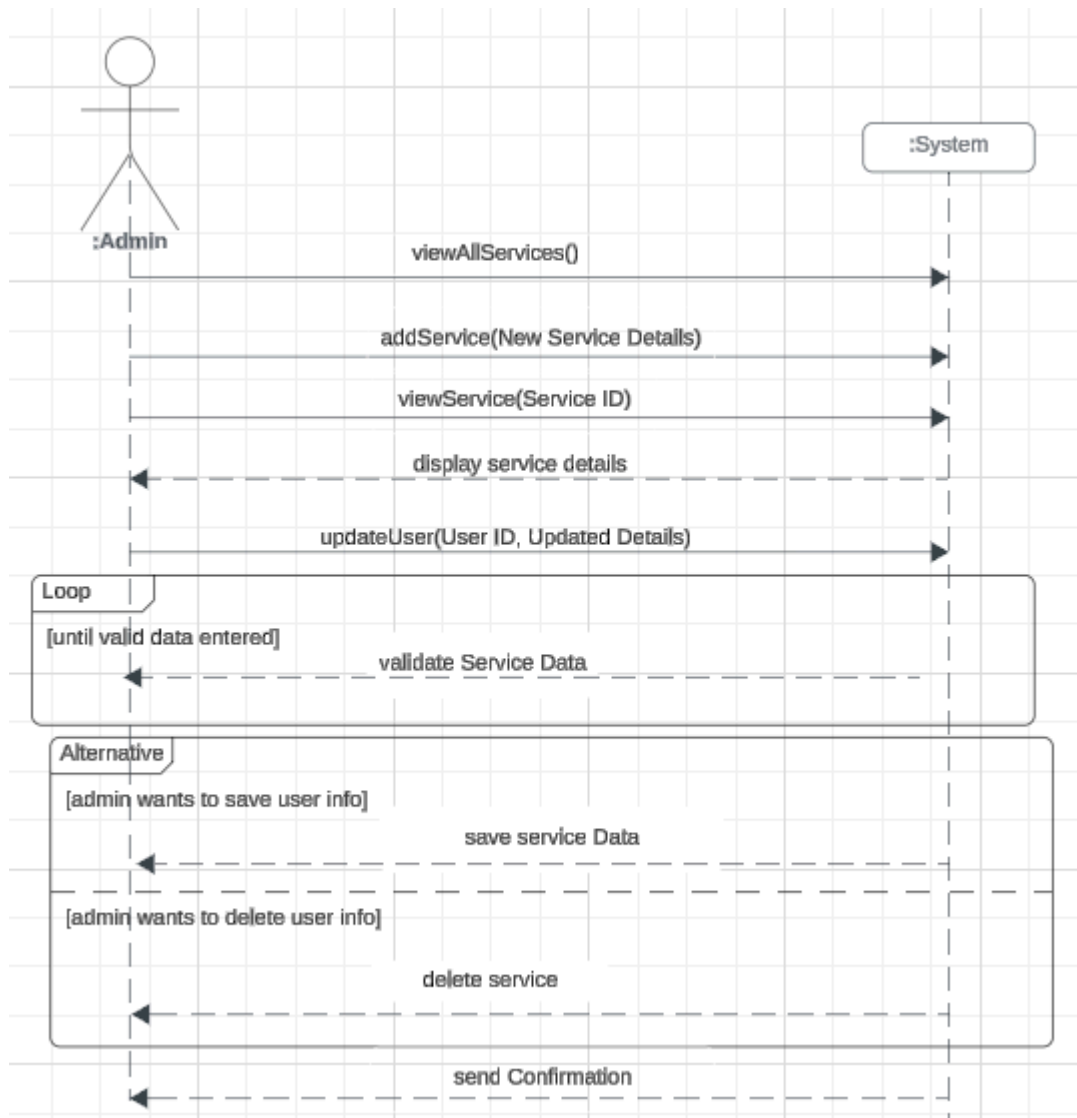 :System
:Admin
viewAllServices()
addService(New Service Details)
viewService(Service ID)
display service details
updateUser(User ID, Updated Details)
Loop
[until valid data entered]
validate Service Data
Alternative
[admin wants to save user info]
save service Data
[admin wants to delete user info]
delete service
send Confirmation